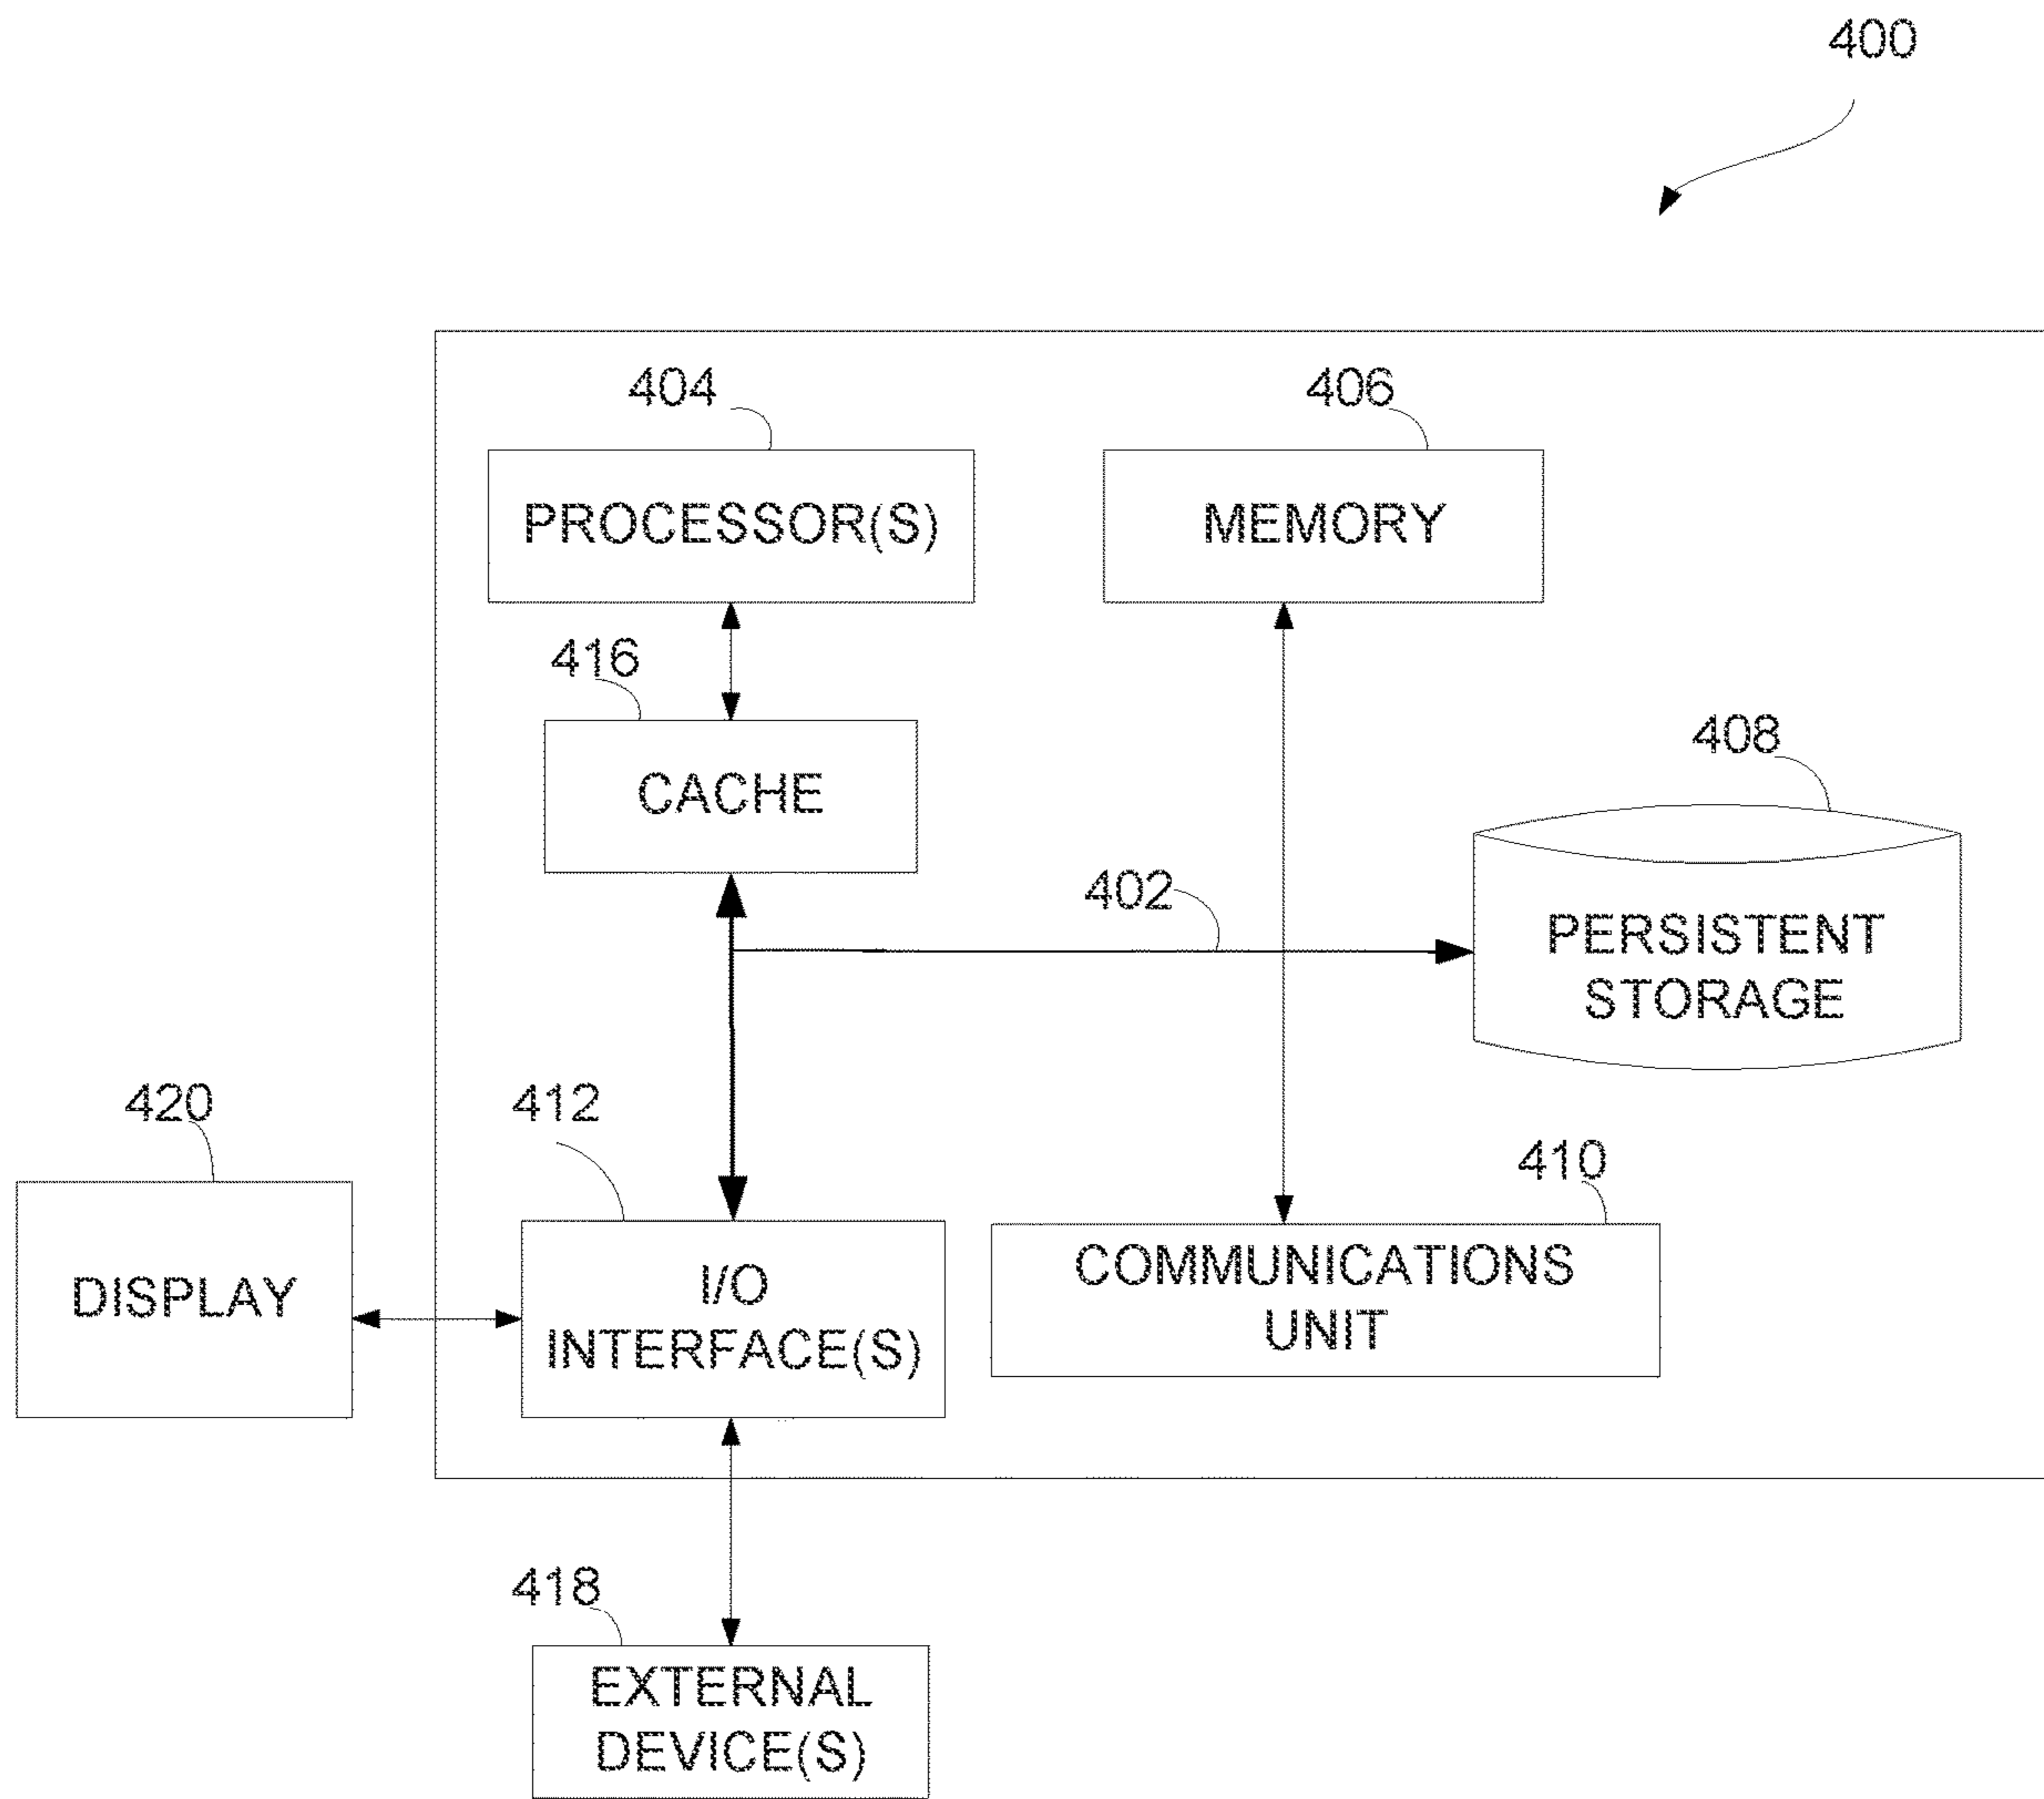 400
404
406
PROCESSOR(S)
MEMORY
416
408
CACHE
402
PERSISTENT
STORAGE
420
412
410
DISPLAY
I/O
INTERFACE(S)
COMMUNICATIONS
UNIT
418
EXTERNAL
DEVICE(S)